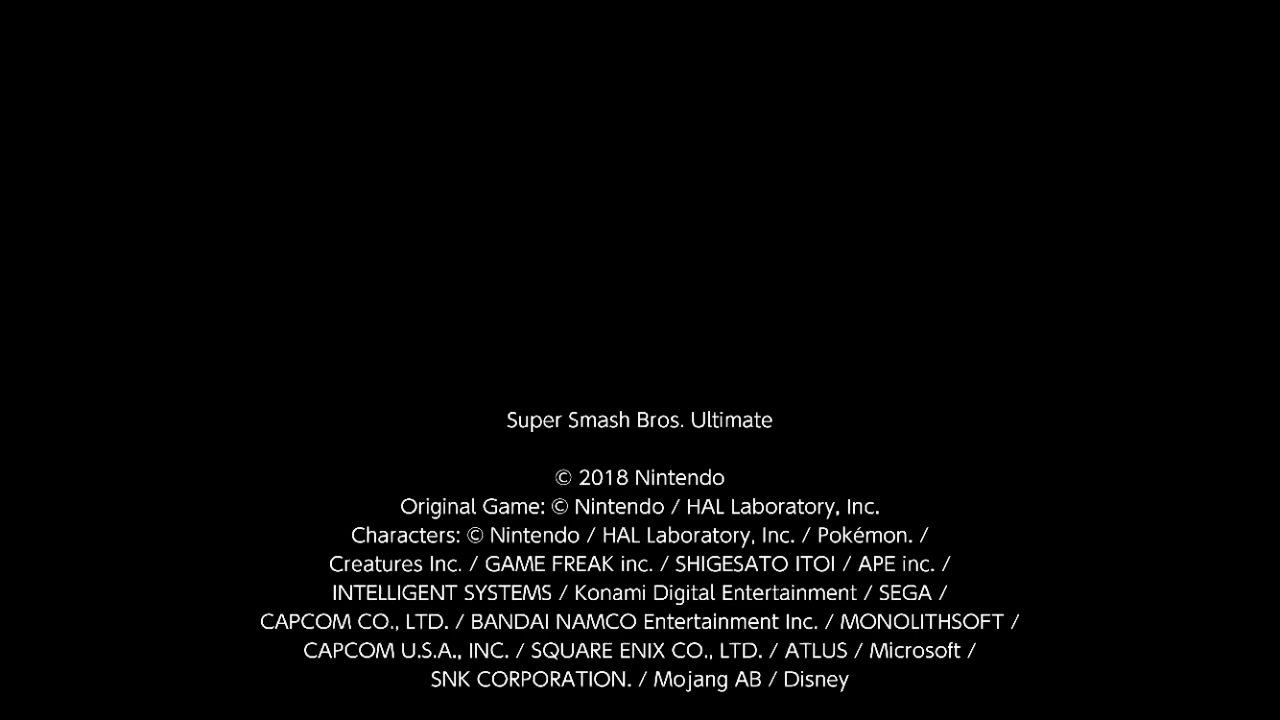 Super Smash Bros. Ultimate
© 2018 Nintendo
Original Game: © Nintendo / HAL Laboratory, Inc.
Characters: © Nintendo / HAL Laboratory, Inc. / Pokémon. /
Creatures Inc. / GAME FREAK inc. / SHIGESATO ITOI / APE inc. /
INTELLIGENT SYSTEMS / Konami Digital Entertainment / SEGA /
CAPCOM CO., LTD. / BANDAI NAMCO Entertainment Inc. / MONOLITHSOFT /
CAPCOM U.S.A., INC. / SQUARE ENIX CO., LTD. / ATLUS / Microsoft /
SNK CORPORATION. / Mojang AB / Disney